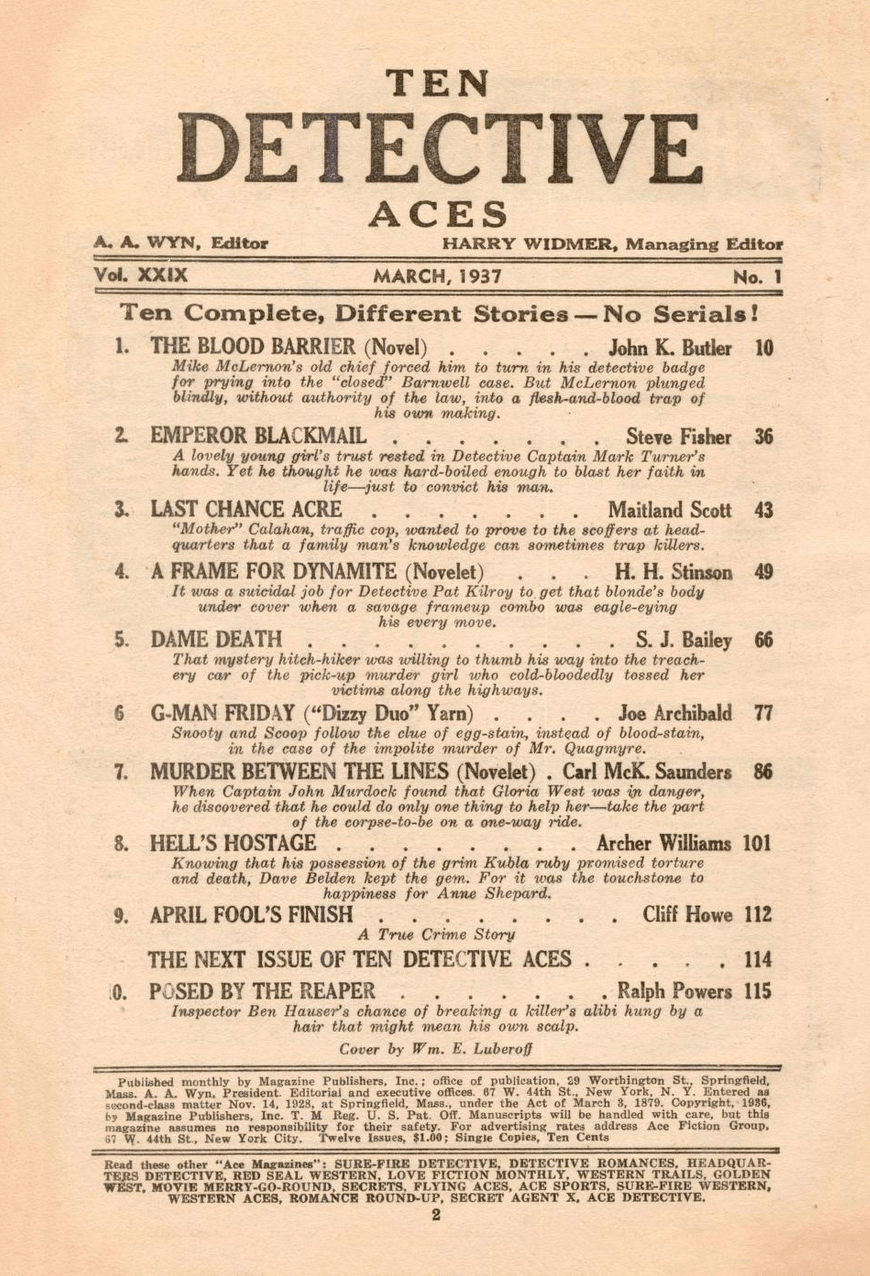 TEN
DETECTIVE
ACES
A. A. WYN, Editor HARRY WIDMER, Managing Editor
Vol. XXIX MARCH, 1937 No. 1
Ten Complete, Different Stories—No Serials!
1. THE BLOOD BARRIER (Novel) . . . . . John K. Butler 10
Mike McLernon's old chief forced him to turn in his detective badge
for prying into the "closed" Barnwell case. But McLernon plunged
blindly, without authority of the law, into a flesh-and-blood trap of
his own making.
2. EMPEROR BLACKMAIL . . . . . . . Steve Fisher 36
A lovely young girl's trust rested in Detective Captain Mark Turner's
hands. Yet he thought he was hard-boiled enough to blast her faith in
life—just to convict his man.
3. LAST CHANCE ACRE . . . . . . . Maitland Scott 43
"Mother" Calahan, traffic cop, wanted to prove to the scoffers at head-
quarters that a family man's knowledge can sometimes trap killers.
4. A FRAME FOR DYNAMITE (Novelet) . . . H. H. Stinson 49
It was a suicidal job for Detective Pat Kilroy to get that blonde's body
under cover when a savage frameup combo was eagle-eying
his every move.
5. DAME DEATH . . . . . . . . . . S. J. Bailey 66
That mystery hitch-hiker was willing to thumb his way into the treach-
ery car of the pick-up murder girl who cold-bloodedly tossed her
victims along the highways.
6 G-MAN FRIDAY ("Dizzy Duo" Yarn) . . . . Joe Archibald 77
Snooty and Scoop follow the clue of egg-stain, instead of blood-stain,
in the case of the impolite murder of Mr. Quagmyre.
7. MURDER BETWEEN THE LINES (Novelet) . Carl McK. Saunders 86
When Captain John Murdock found that Gloria West was in danger,
he discovered that he could do only one thing to help her—take the part
of the corpse-to-be on a one-way ride.
8. HELL'S HOSTAGE . . . . . . . . Archer Williams 101
Knowing that his possession of the grim Kubla ruby promised torture
and death, Dave Belden kept the gem. For it was the touchstone to
happiness for Anne Shepard.
9. APRIL FOOL'S FINISH . . . . . . . . Cliff Howe 112
A True Crime Story
THE NEXT ISSUE OF TEN DETECTIVE ACES . . . . . 114
10. POSED BY THE REAPER . . . . . . . Ralph Powers 115
Inspector Ben Hauser's chance of breaking a killer's alibi hung by a
hair that might mean his own scalp.
Cover by Wm. E. Luberoff
Published monthly by Magazine Publishers, Inc.; office of publication, 29 Worthington St., Springfield,
Mass. A. A. Wyn, President. Editorial and executive offices, 67 W. 44th St., New York, N. Y. Entered as
second-class matter Nov. 14, 1928, at Springfield, Mass., under the Act of March 3, 1879. Copyright, 1936,
by Magazine Publishers, Inc. T. M Reg. U. S. Pat. Off. Manuscripts will be handled with care, but this
magazine assumes no responsibility for their safety. For advertising rates address Ace Fiction Group,
67 W. 44th St., New York City. Twelve Issues, $1.00; Single Copies, Ten Cents
Read these other "Ace Magazines": SURE-FIRE DETECTIVE, DETECTIVE ROMANCES, HEADQUAR-
TERS DETECTIVE, RED SEAL WESTERN, LOVE FICTION MONTHLY, WESTERN TRAILS, GOLDEN
WEST, MOVIE MERRY-GO-ROUND, SECRETS, FLYING ACES, ACE SPORTS, SURE-FIRE WESTERN,
WESTERN ACES, ROMANCE ROUND-UP, SECRET AGENT X, ACE DETECTIVE.
2